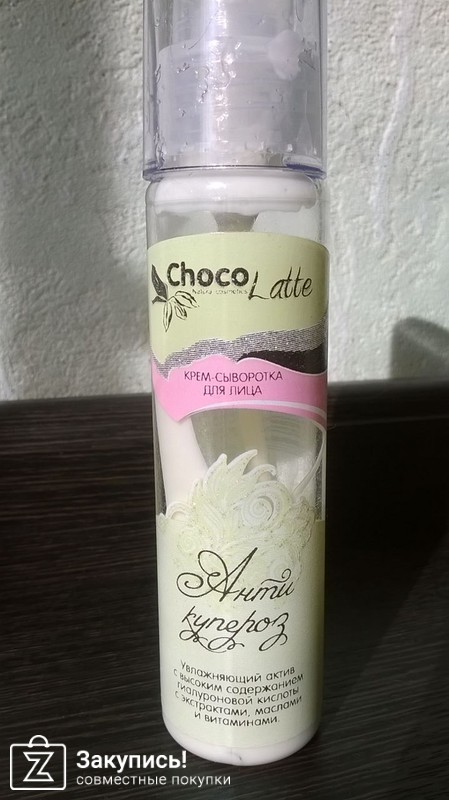 Choco Latte
Natural cosmetics
КРЕМ-СЫВОРОТКА
ДЛЯ ЛИЦА
Анти
купероз
Увлажняющий актив
с высоким содержанием
гиалуроновой кислоты
с экстрактами, маслами
и витаминами.
Закупись!
совместные покупки